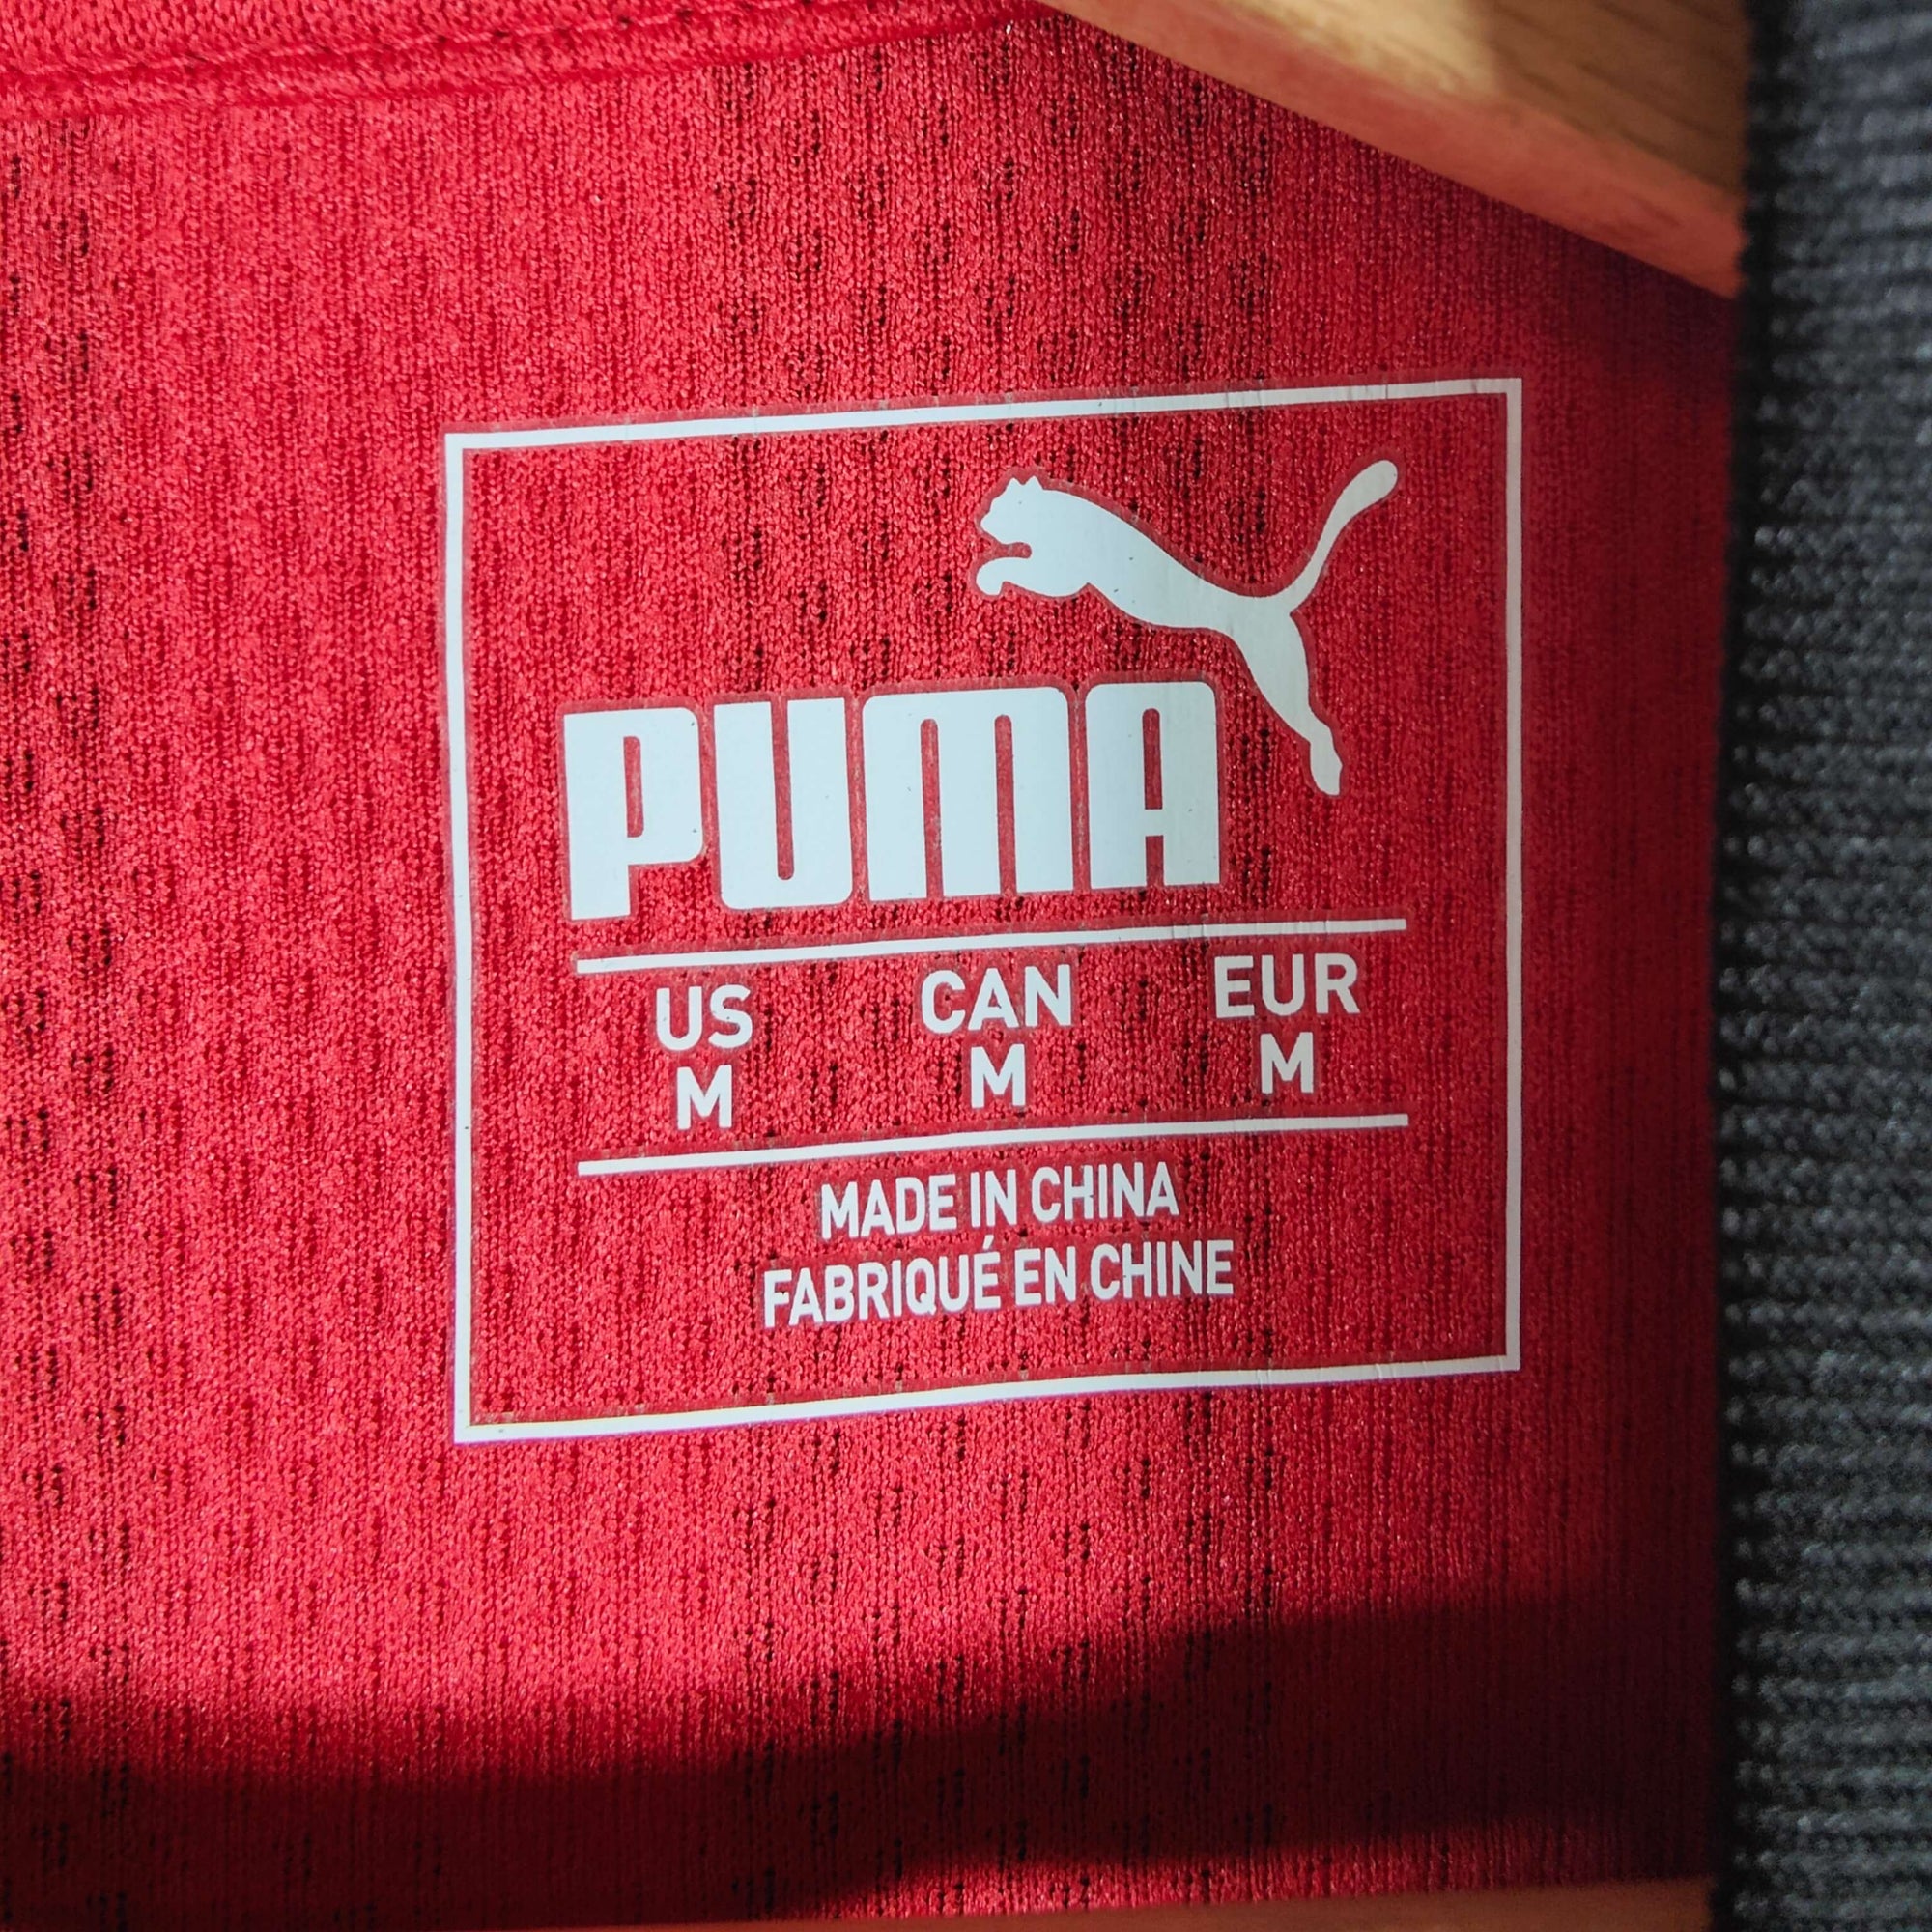 PUMA
US CAN EUR
M M M
MADE IN CHINA
FABRIQUÉ EN CHINE